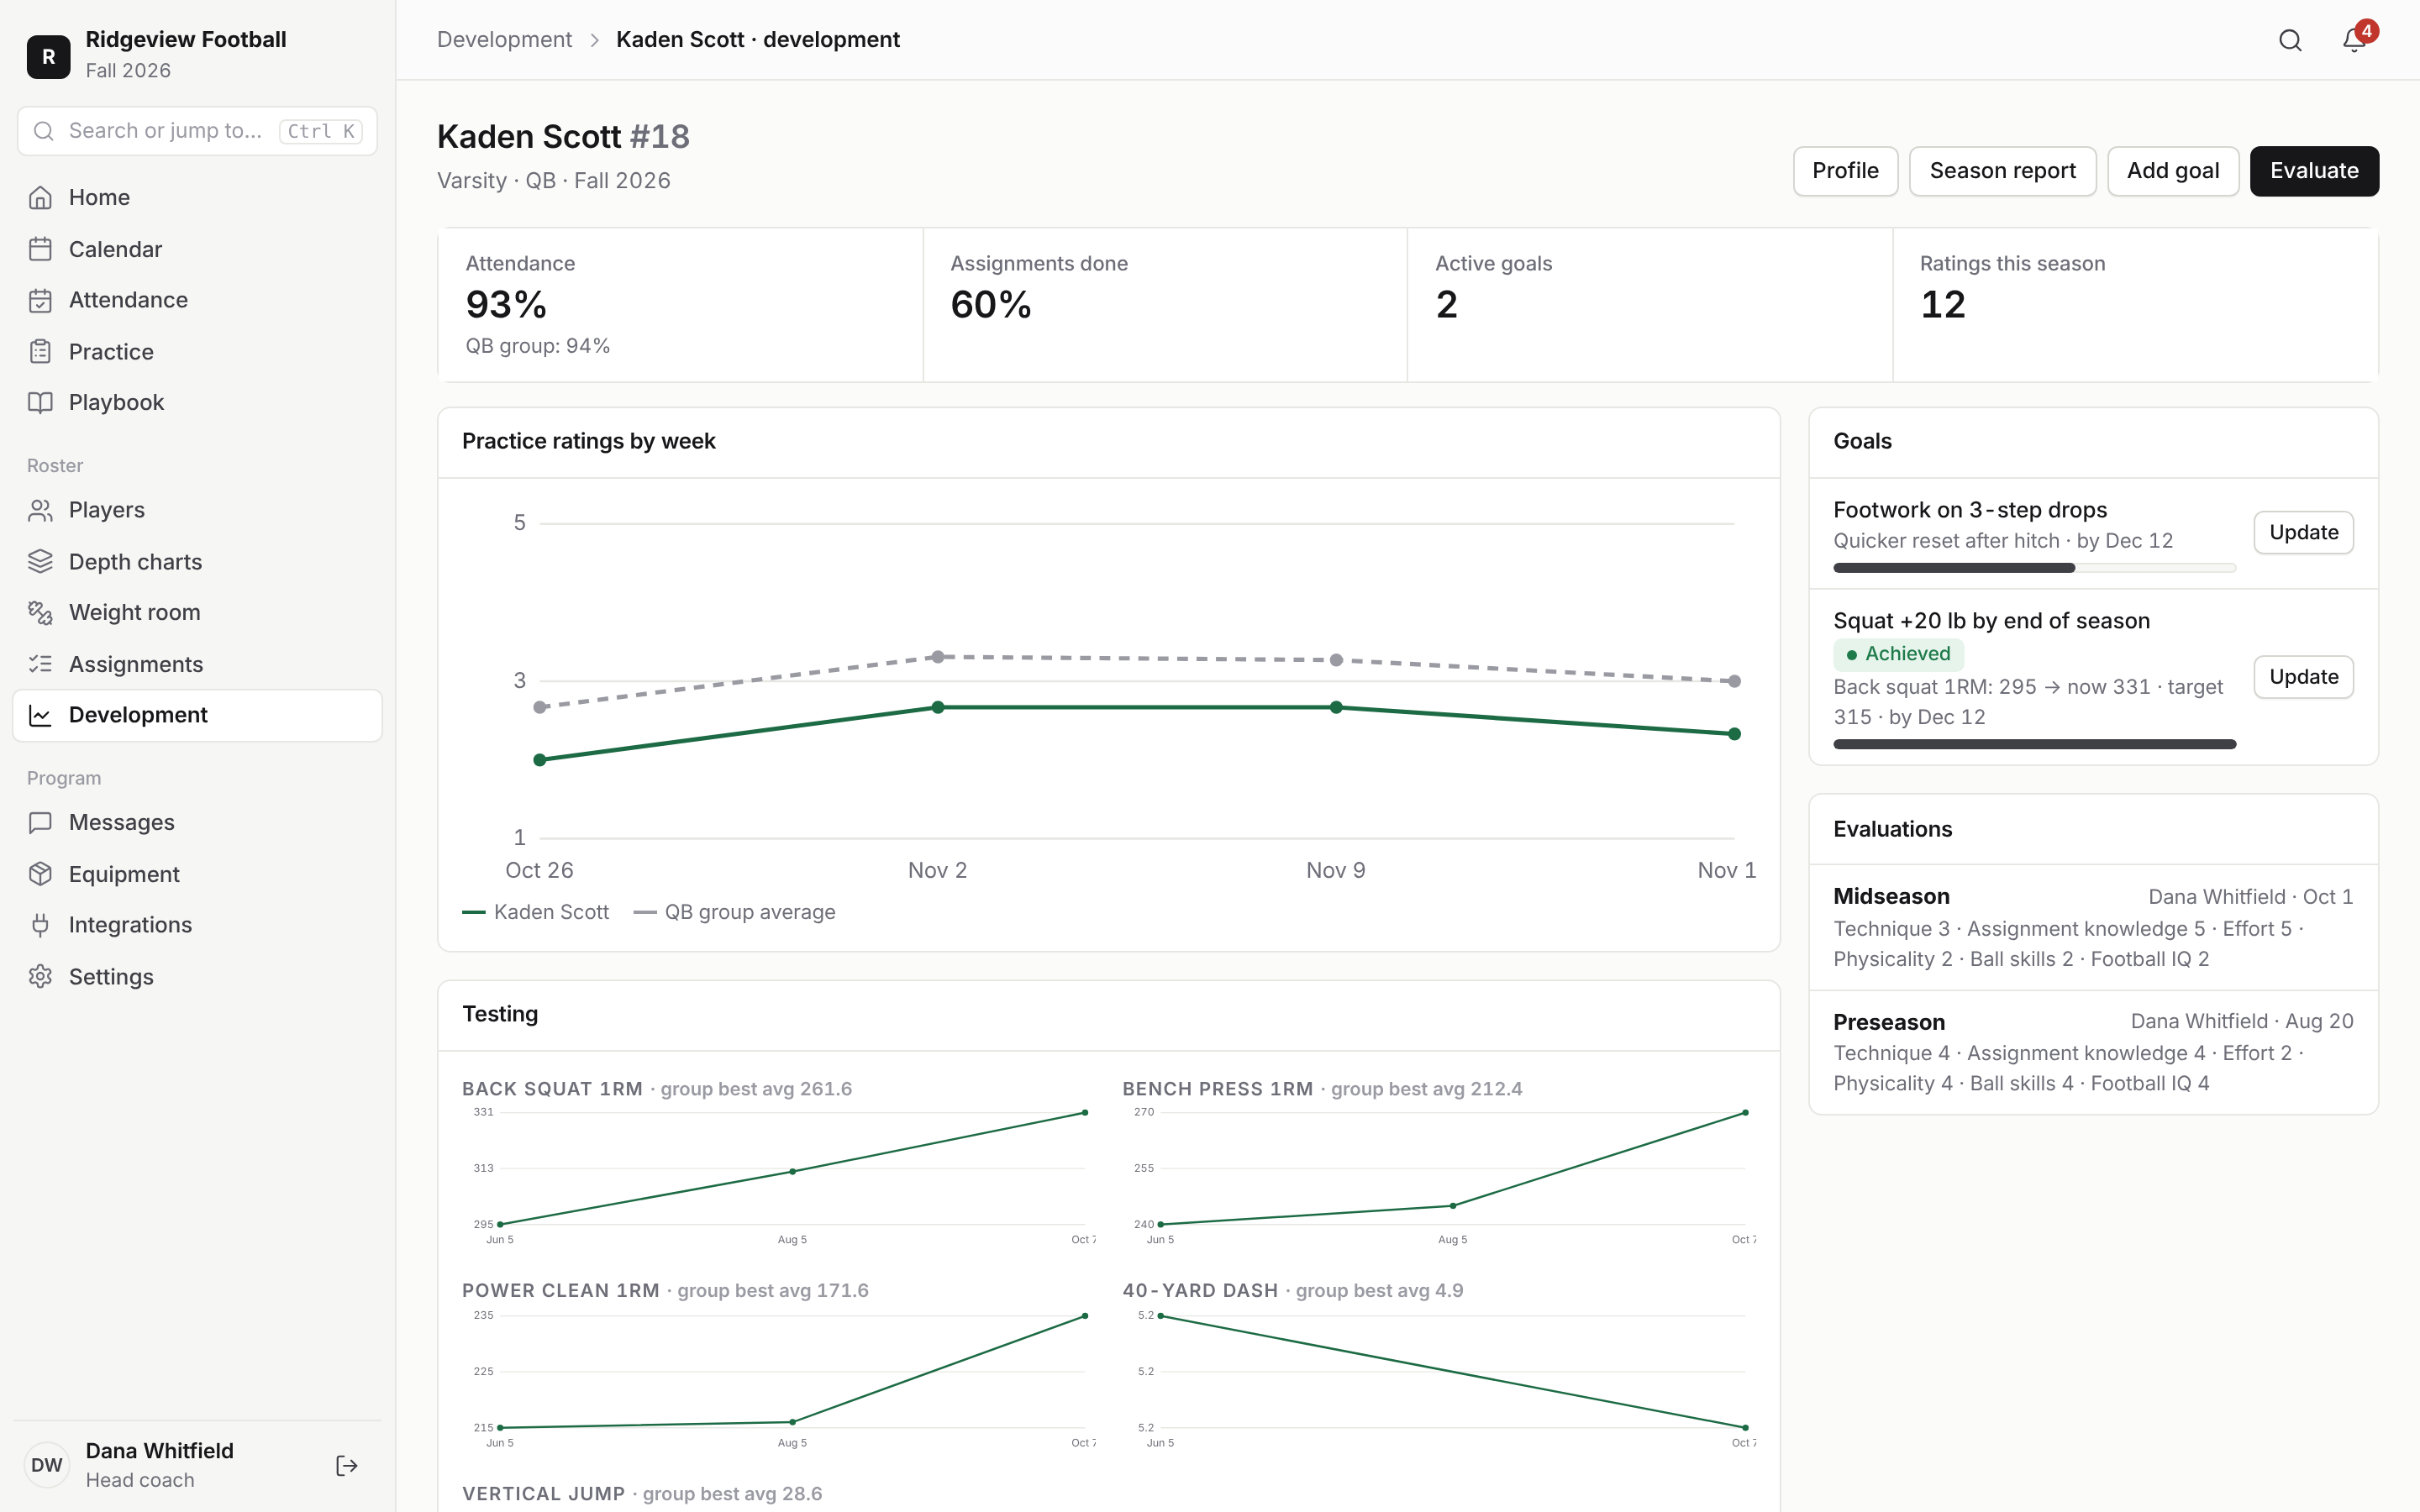 R
Ridgeview Football
Fall 2026
Search or jump to...
Ctrl K
Home
Calendar
Attendance
Practice
Playbook
Roster
Players
Depth charts
Weight room
Assignments
Development
Program
Messages
Equipment
Integrations
Settings
DW
Dana Whitfield
Head coach
Development
Kaden Scott · development
4
Kaden Scott #18
Varsity · QB · Fall 2026
Profile
Season report
Add goal
Evaluate
Attendance
93%
QB group: 94%
Assignments done
60%
Active goals
2
Ratings this season
12
Practice ratings by week
5
3
1
Oct 26
Nov 2
Nov 9
Nov 1
Kaden Scott
QB group average
Testing
BACK SQUAT 1RM · group best avg 261.6
331
313
295
Jun 5
Aug 5
Oct 7
BENCH PRESS 1RM · group best avg 212.4
270
255
240
Jun 5
Aug 5
Oct 7
POWER CLEAN 1RM · group best avg 171.6
235
225
215
Jun 5
Aug 5
Oct 7
40-YARD DASH · group best avg 4.9
5.2
5.2
5.2
Jun 5
Oct 7
VERTICAL JUMP · group best avg 28.6
Goals
Footwork on 3-step drops
Quicker reset after hitch · by Dec 12
Update
Squat +20 lb by end of season
Achieved
Back squat 1RM: 295 → now 331 · target
315 · by Dec 12
Update
Evaluations
Midseason
Dana Whitfield · Oct 1
Technique 3 · Assignment knowledge 5 · Effort 5 ·
Physicality 2 · Ball skills 2 · Football IQ 2
Preseason
Dana Whitfield · Aug 20
Technique 4 · Assignment knowledge 4 · Effort 2 ·
Physicality 4 · Ball skills 4 · Football IQ 4